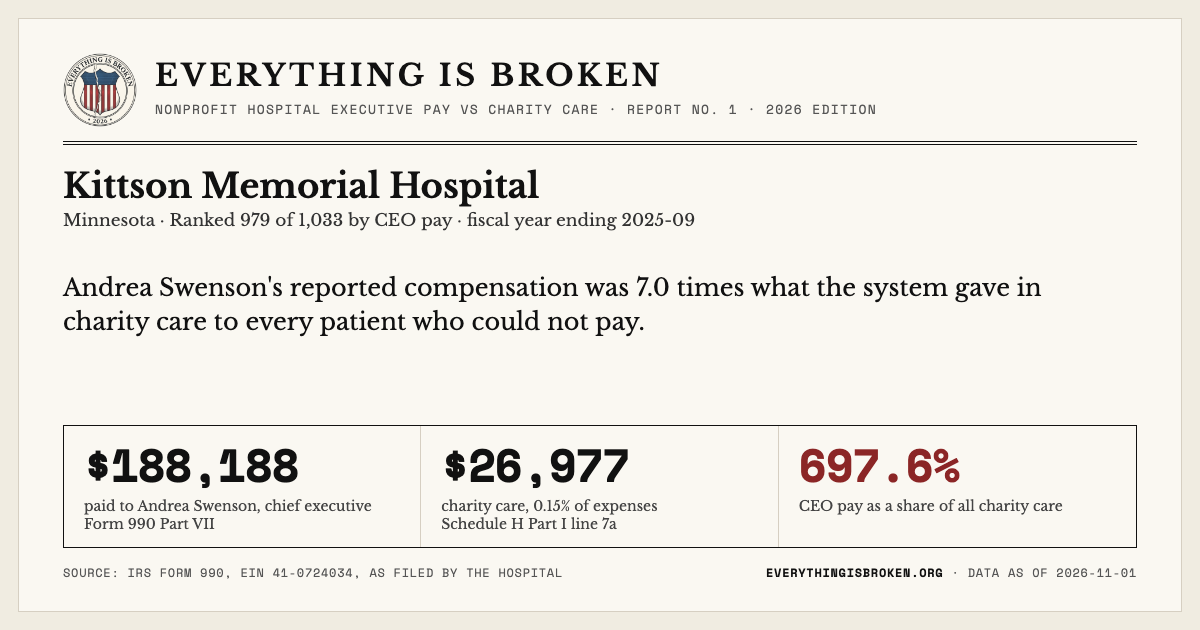 EVERYTHING IS BROKEN
2026
EVERYTHING IS BROKEN
NONPROFIT HOSPITAL EXECUTIVE PAY VS CHARITY CARE · REPORT NO. 1 · 2026 EDITION
Kittson Memorial Hospital
Minnesota · Ranked 979 of 1,033 by CEO pay · fiscal year ending 2025-09
Andrea Swenson's reported compensation was 7.0 times what the system gave in
charity care to every patient who could not pay.
$188,188
paid to Andrea Swenson, chief executive
Form 990 Part VII
$26,977
charity care, 0.15% of expenses
Schedule H Part I line 7a
697.6%
CEO pay as a share of all charity care
SOURCE: IRS FORM 990, EIN 41-0724034, AS FILED BY THE HOSPITAL
EVERYTHINGISBROKEN.ORG · DATA AS OF 2026-11-01